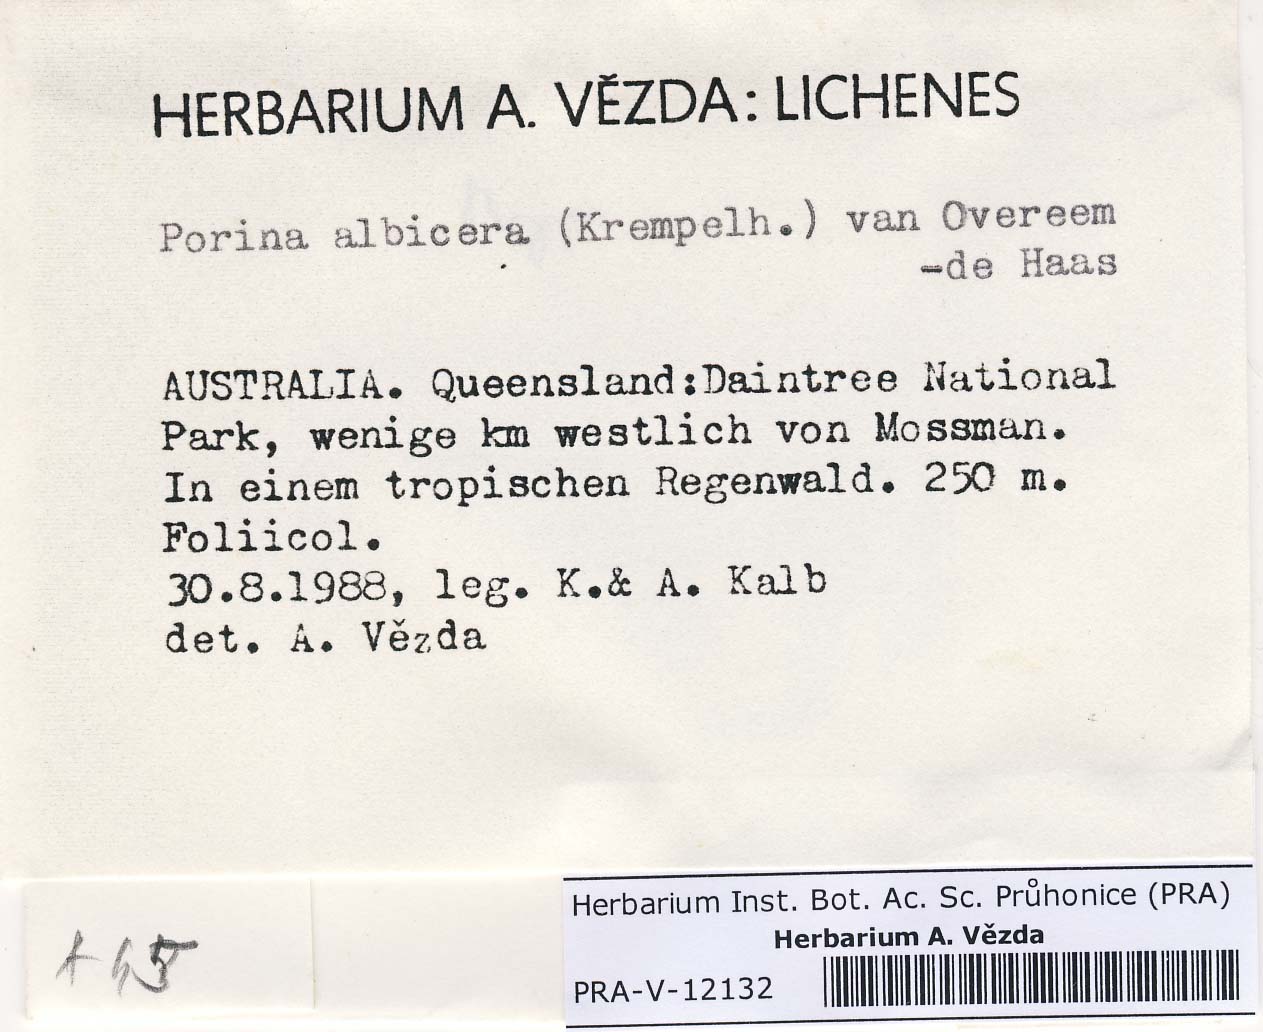 HERBARIUM A. VĚZDA: LICHENES
Porina albicera (Krempelh.) van Overeem
-de Haas
AUSTRALIA. Queensland:Daintree National
Park, wenige km westlich von Mossman.
In einem tropischen Regenwald. 250 m.
Foliicol.
30.8.1988, leg. K.& A. Kalb
det. A. Vězda
Herbarium Inst. Bot. Ac. Sc. Průhonice (PRA)
Herbarium A. Vězda
PRA-V-12132